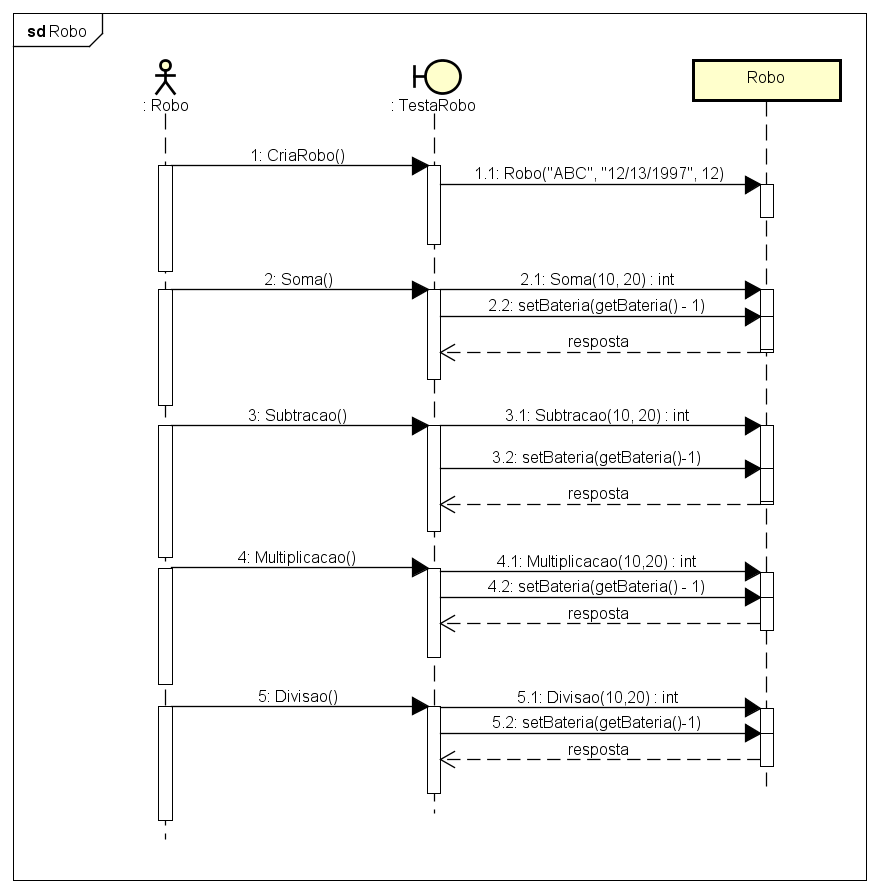 sd Robo
: Robo
: TestaRobo
Robo
1: CriaRobo()
1.1: Robo("ABC", "12/13/1997", 12)
2: Soma()
2.1: Soma(10, 20) : int
2.2: setBateria(getBateria() - 1)
resposta
3: Subtracao()
3.1: Subtracao(10, 20) : int
3.2: setBateria(getBateria()-1)
resposta
4: Multiplicacao()
4.1: Multiplicacao(10,20) : int
4.2: setBateria(getBateria() - 1)
resposta
5: Divisao()
5.1: Divisao(10,20) : int
5.2: setBateria(getBateria()-1)
resposta